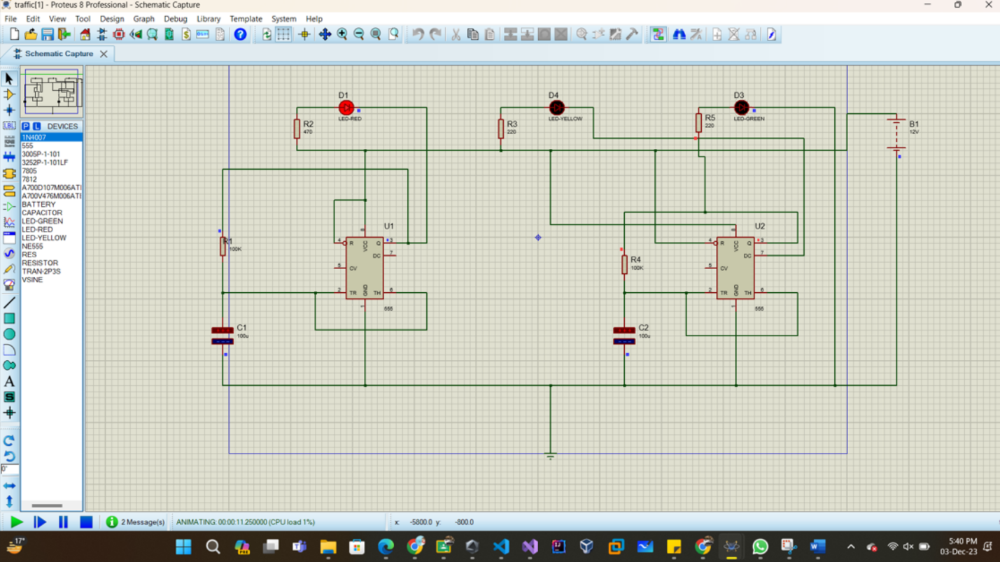 traffic[1] - Proteus 8 Professional - Schematic Capture
File Edit View Tool Design Graph Debug Library Template System Help
Schematic Capture
P L DEVICES
1N4007
555
3005P-1-101
3252P-1-101LF
7805
7812
A700D107M006ATI
A700V476M006ATI
BATTERY
CAPACITOR
LED-GREEN
LED-RED
LED-YELLOW
NE555
RES
RESISTOR
TRAN-2P3S
VSINE
D1
LED-RED
R2
470
D4
LED-YELLOW
R3
220
D3
LED-GREEN
R5
220
B1
12V
U1
8
4 R VCC Q 3
DC 7
5 CV
2 TR GND TH 6
1
555
R1
100K
C1
100u
U2
8
4 R VCC Q 3
DC 7
5 CV
2 TR GND TH 6
1
555
R4
100K
C2
100u
0°
2 Message(s) ANIMATING: 00:00:11.250000 (CPU load 1%) x: -5800.0 y: -800.0
17°
5:40 PM
03-Dec-23